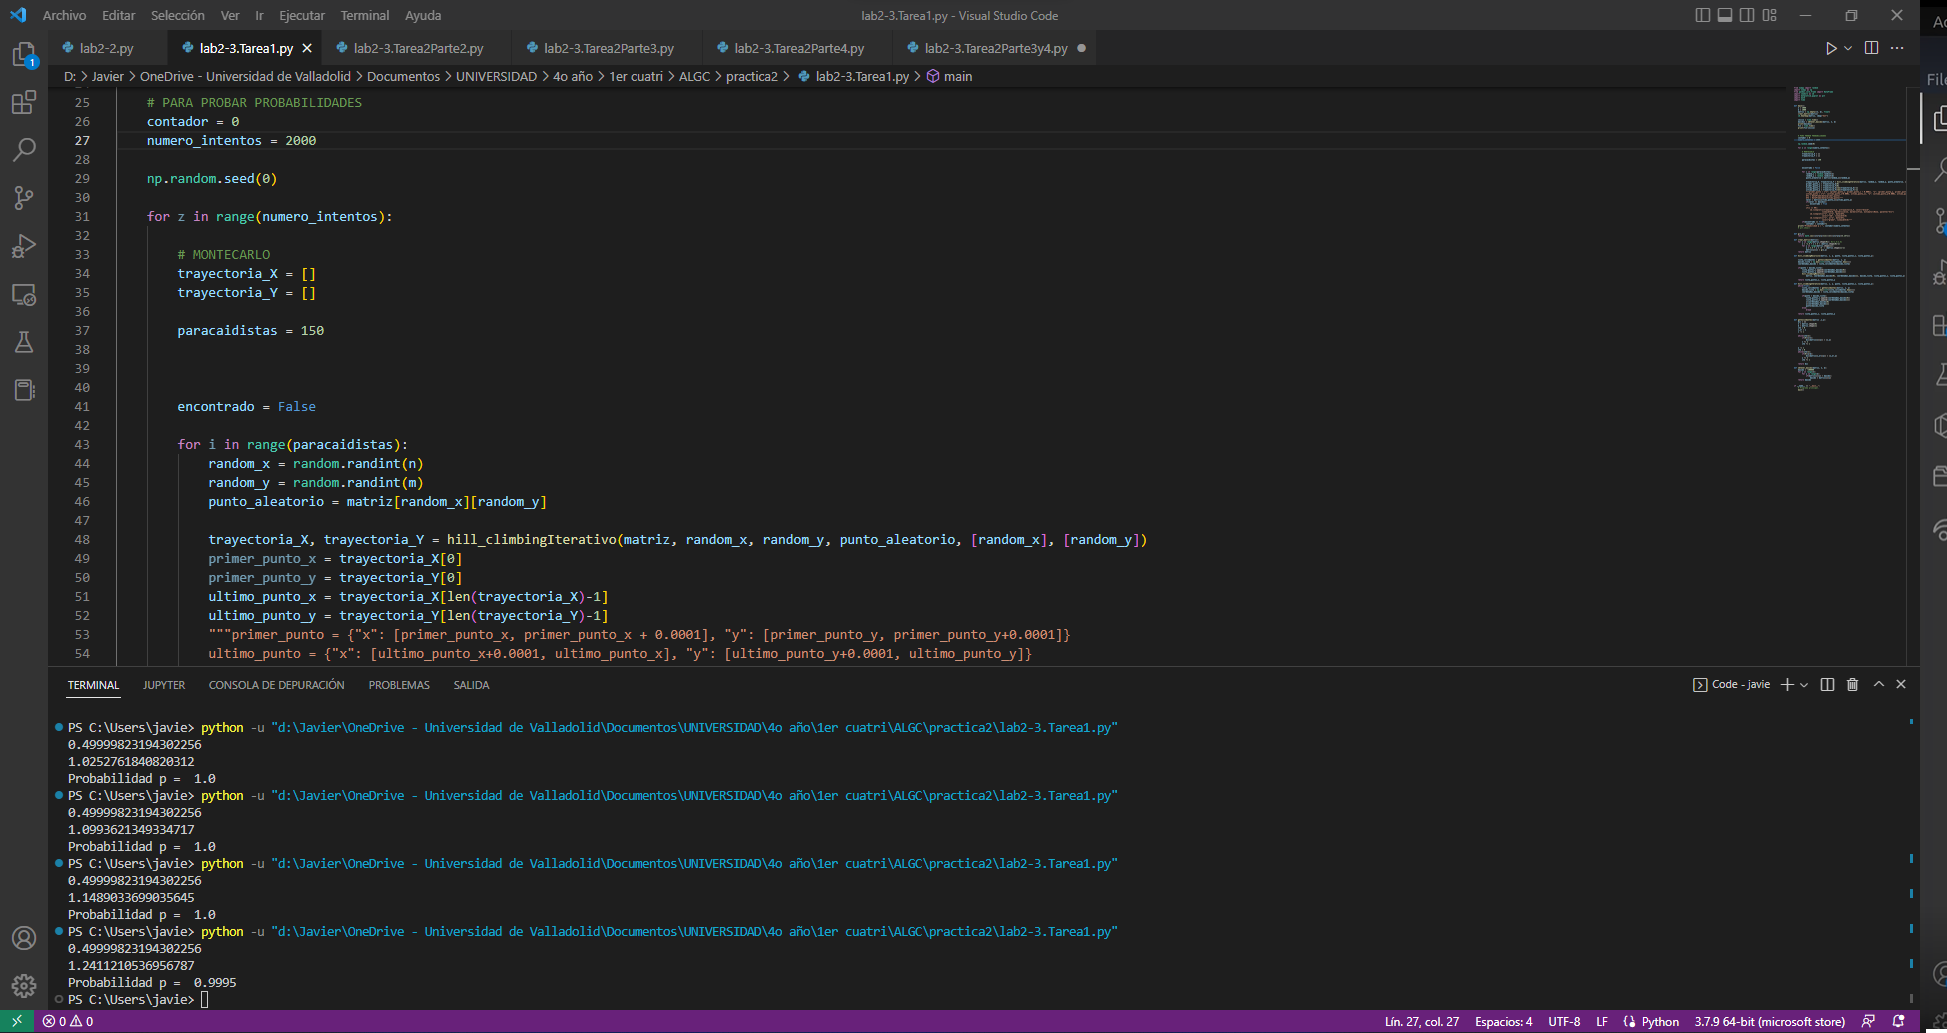 Archivo Editar Selección Ver Ir Ejecutar Terminal Ayuda
lab2-3.Tarea1.py - Visual Studio Code
lab2-2.py lab2-3.Tarea1.py lab2-3.Tarea2Parte2.py lab2-3.Tarea2Parte3.py lab2-3.Tarea2Parte4.py lab2-3.Tarea2Parte3y4.py
D: > Javier > OneDrive - Universidad de Valladolid > Documentos > UNIVERSIDAD > 4o año > 1er cuatri > ALGC > practica2 > lab2-3.Tarea1.py > main
File
1
25 # PARA PROBAR PROBABILIDADES
26 contador = 0
27 numero_intentos = 2000
28
29 np.random.seed(0)
30
31 for z in range(numero_intentos):
32
33 # MONTECARLO
34 trayectoria_X = []
35 trayectoria_Y = []
36
37 paracaidistas = 150
38
39
40
41 encontrado = False
42
43 for i in range(paracaidistas):
44 random_x = random.randint(n)
45 random_y = random.randint(m)
46 punto_aleatorio = matriz[random_x][random_y]
47
48 trayectoria_X, trayectoria_Y = hill_climbingIterativo(matriz, random_x, random_y, punto_aleatorio, [random_x], [random_y])
49 primer_punto_x = trayectoria_X[0]
50 primer_punto_y = trayectoria_Y[0]
51 ultimo_punto_x = trayectoria_X[len(trayectoria_X)-1]
52 ultimo_punto_y = trayectoria_Y[len(trayectoria_Y)-1]
53 """primer_punto = {"x": [primer_punto_x, primer_punto_x + 0.0001], "y": [primer_punto_y, primer_punto_y+0.0001]}
54 ultimo_punto = {"x": [ultimo_punto_x+0.0001, ultimo_punto_x], "y": [ultimo_punto_y+0.0001, ultimo_punto_y]}
TERMINAL JUPYTER CONSOLA DE DEPURACIÓN PROBLEMAS SALIDA
Code - javie
PS C:\Users\javie> python -u "d:\Javier\OneDrive - Universidad de Valladolid\Documentos\UNIVERSIDAD\4o año\1er cuatri\ALGC\practica2\lab2-3.Tarea1.py"
0.49999823194302256
1.0252761840820312
Probabilidad p =  1.0
PS C:\Users\javie> python -u "d:\Javier\OneDrive - Universidad de Valladolid\Documentos\UNIVERSIDAD\4o año\1er cuatri\ALGC\practica2\lab2-3.Tarea1.py"
0.49999823194302256
1.0993621349334717
Probabilidad p =  1.0
PS C:\Users\javie> python -u "d:\Javier\OneDrive - Universidad de Valladolid\Documentos\UNIVERSIDAD\4o año\1er cuatri\ALGC\practica2\lab2-3.Tarea1.py"
0.49999823194302256
1.1489033699035645
Probabilidad p =  1.0
PS C:\Users\javie> python -u "d:\Javier\OneDrive - Universidad de Valladolid\Documentos\UNIVERSIDAD\4o año\1er cuatri\ALGC\practica2\lab2-3.Tarea1.py"
0.49999823194302256
1.2411210536956787
Probabilidad p =  0.9995
PS C:\Users\javie>
0 0 Lín. 27, col. 27 Espacios: 4 UTF-8 LF Python 3.7.9 64-bit (microsoft store)